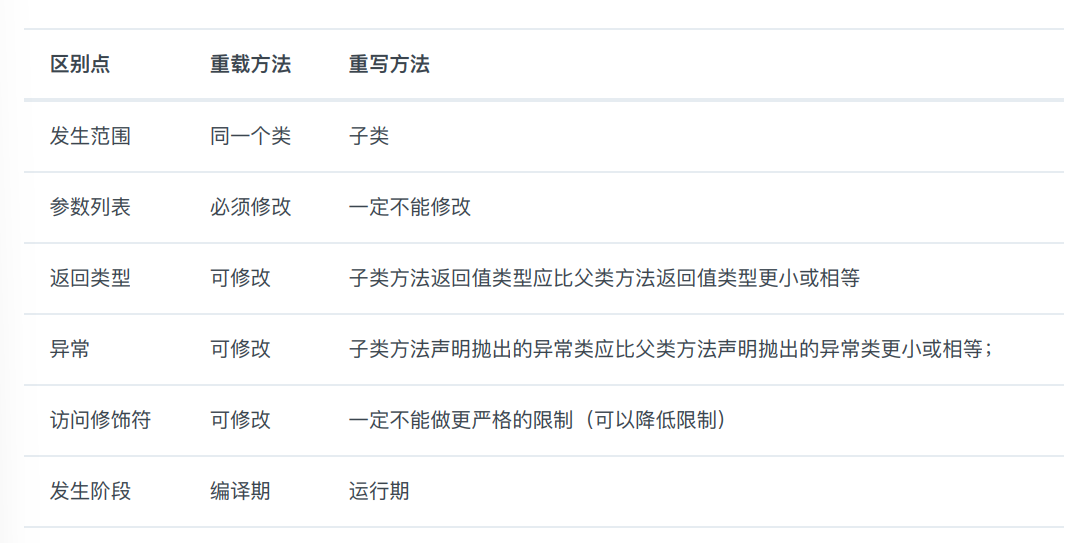 区别点 重载方法 重写方法
发生范围 同一个类 子类
参数列表 必须修改 一定不能修改
返回类型 可修改 子类方法返回值类型应比父类方法返回值类型更小或相等
异常 可修改 子类方法声明抛出的异常类应比父类方法声明抛出的异常类更小或相等；
访问修饰符 可修改 一定不能做更严格的限制（可以降低限制）
发生阶段 编译期 运行期